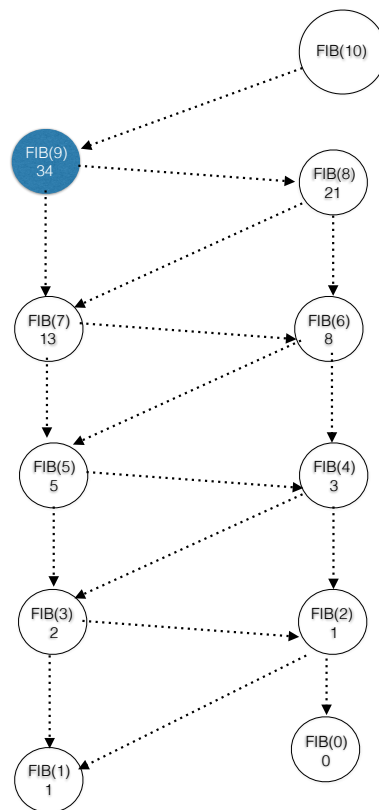 FIB(10)
FIB(9)
34
FIB(8)
21
FIB(7)
13
FIB(6)
8
FIB(5)
5
FIB(4)
3
FIB(3)
2
FIB(2)
1
FIB(0)
0
FIB(1)
1